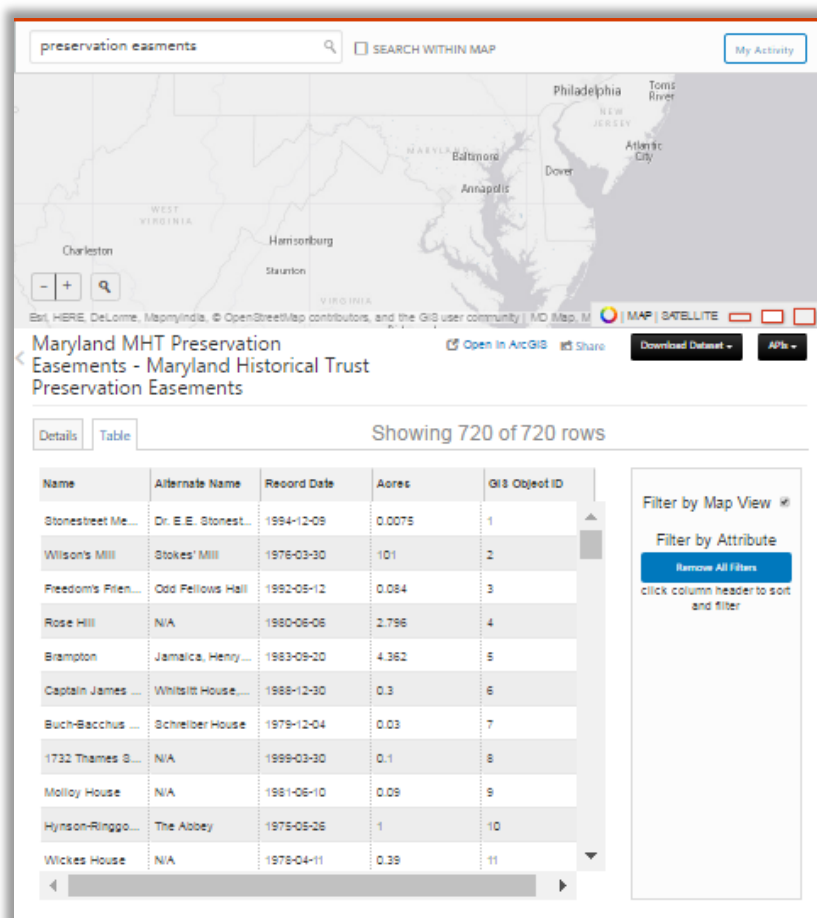 preservation easments
SEARCH WITHIN MAP
My Activity
Philadelphia
Toms
River
NEW
JERSEY
MARYLAND
Baltimore
Atlantic
City
Dover
Annapolis
WEST
VIRGINIA
Harrisonburg
Charleston
Staunton
- +
VIRGINIA
Esri, HERE, DeLorme, MapmyIndia, © OpenStreetMap contributors, and the GIS user community | MD iMap, M
| MAP | SATELLITE
Maryland MHT Preservation
Easements - Maryland Historical Trust
Preservation Easements
Open in ArcGIS Share
Download Dataset
APIs
Details Table
Showing 720 of 720 rows
Name Alternate Name Record Date Acres GIS Object ID
Stonestreet Me... Dr. E.E. Stonest... 1994-12-09 0.0075 1
Wilson's Mill Stokes' Mill 1976-03-30 101 2
Freedom's Frien... Odd Fellows Hall 1992-05-12 0.084 3
Rose Hill N/A 1980-06-06 2.796 4
Brampton Jamaica, Henry... 1983-09-20 4.362 5
Captain James ... Whitsitt House,... 1988-12-30 0.3 6
Buch-Bacchus ... Schreiber House 1979-12-04 0.03 7
1732 Thames S... N/A 1999-03-30 0.1 8
Molloy House N/A 1981-06-10 0.09 9
Hynson-Ringgo... The Abbey 1975-05-26 1 10
Wickes House N/A 1978-04-11 0.39 11
Filter by Map View
Filter by Attribute
Remove All Filters
click column header to sort
and filter